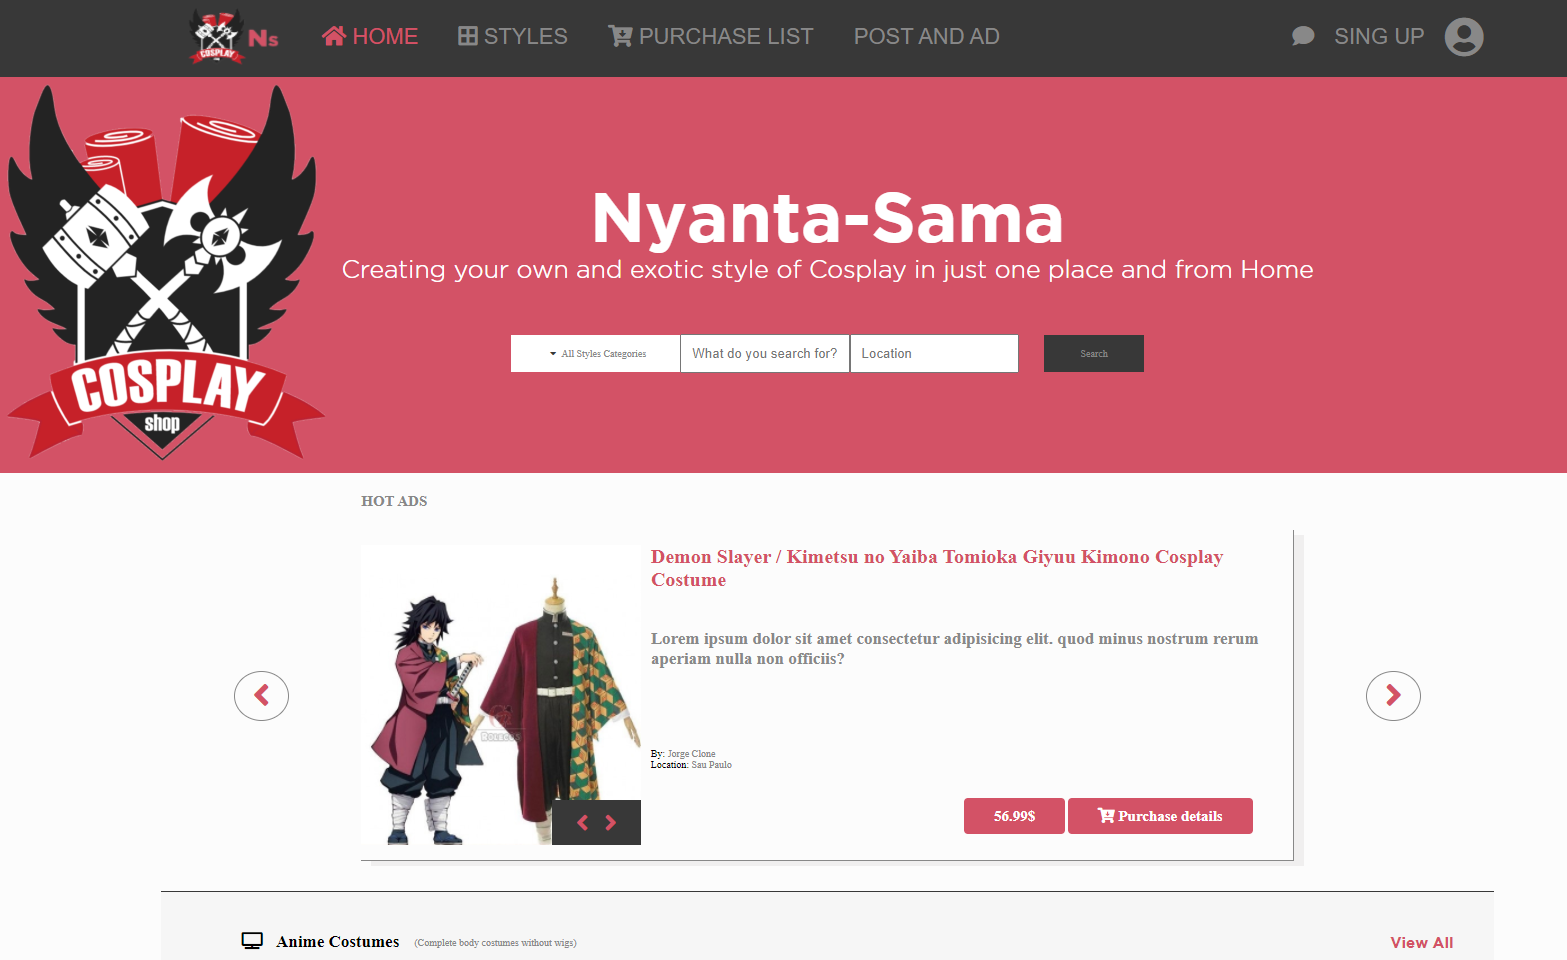 COSPLAY
Ns
HOME
STYLES
PURCHASE LIST
POST AND AD
SING UP
COSPLAY
shop
Nyanta-Sama
Creating your own and exotic style of Cosplay in just one place and from Home
All Styles Categories
What do you search for?
Location
Search
HOT ADS
Demon Slayer / Kimetsu no Yaiba Tomioka Giyuu Kimono Cosplay
Costume
Lorem ipsum dolor sit amet consectetur adipisicing elit. quod minus nostrum rerum
aperiam nulla non officiis?
By: Jorge Clone
Location: Sau Paulo
56.99$
Purchase details
Anime Costumes
(Complete body costumes without wigs)
View All